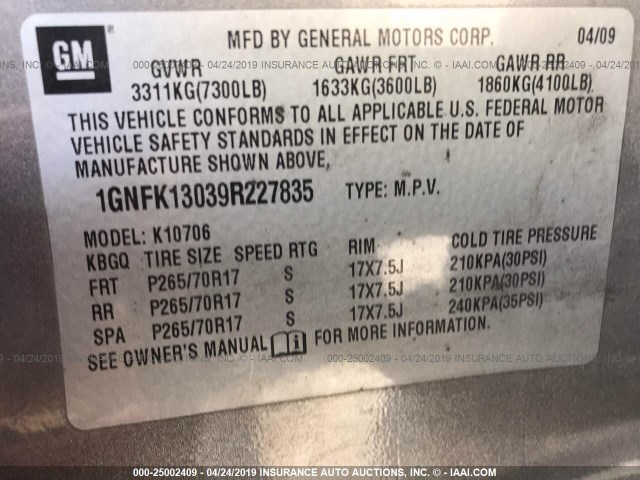 GM
MFD BY GENERAL MOTORS CORP. 04/09
GVWR GAWR FRT GAWR RR
3311KG(7300LB) 1633KG(3600LB) 1860KG(4100LB)
THIS VEHICLE CONFORMS TO ALL APPLICABLE U.S. FEDERAL MOTOR
VEHICLE SAFETY STANDARDS IN EFFECT ON THE DATE OF
MANUFACTURE SHOWN ABOVE,
1GNFK13039R227835 TYPE: M.P.V.
MODEL: K10706
KBGQ TIRE SIZE SPEED RTG RIM COLD TIRE PRESSURE
FRT P265/70R17 S 17X7.5J 210KPA(30PSI)
RR P265/70R17 S 17X7.5J 210KPA(30PSI)
SPA P265/70R17 S 17X7.5J 240KPA(35PSI)
SEE OWNER'S MANUAL FOR MORE INFORMATION.
000-25002409 - 04/24/2019 INSURANCE AUTO AUCTIONS - IAAI.COM